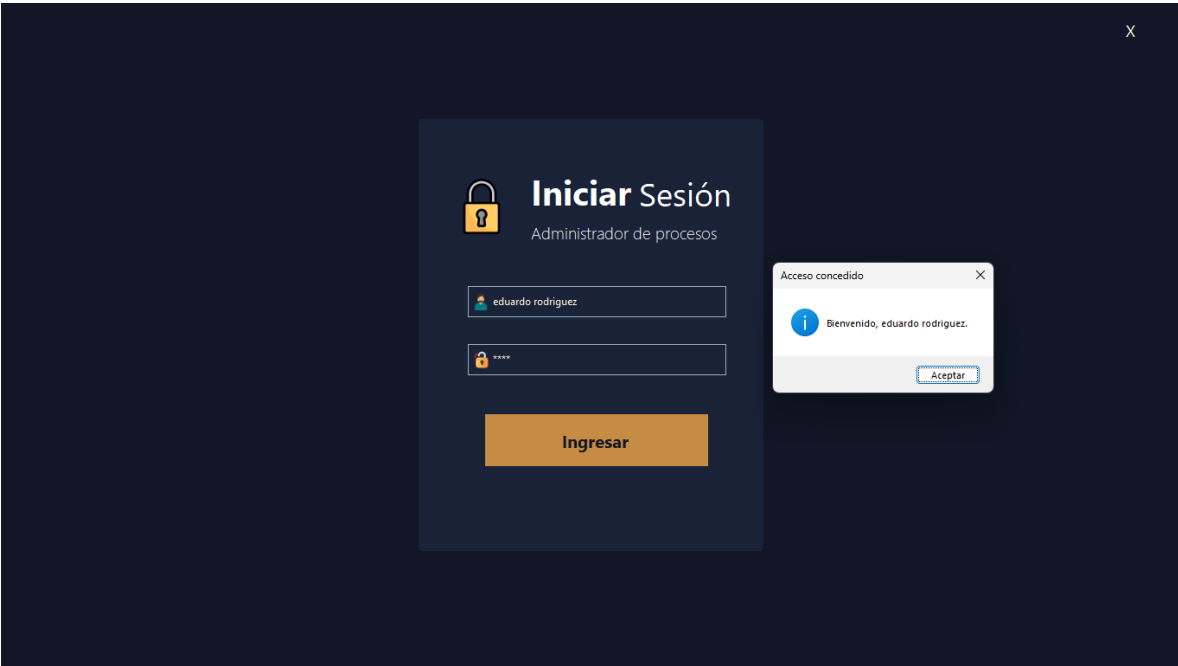 X
Iniciar Sesión
Administrador de procesos
eduardo rodriguez
****
Ingresar
Acceso concedido
Bienvenido, eduardo rodriguez.
Aceptar